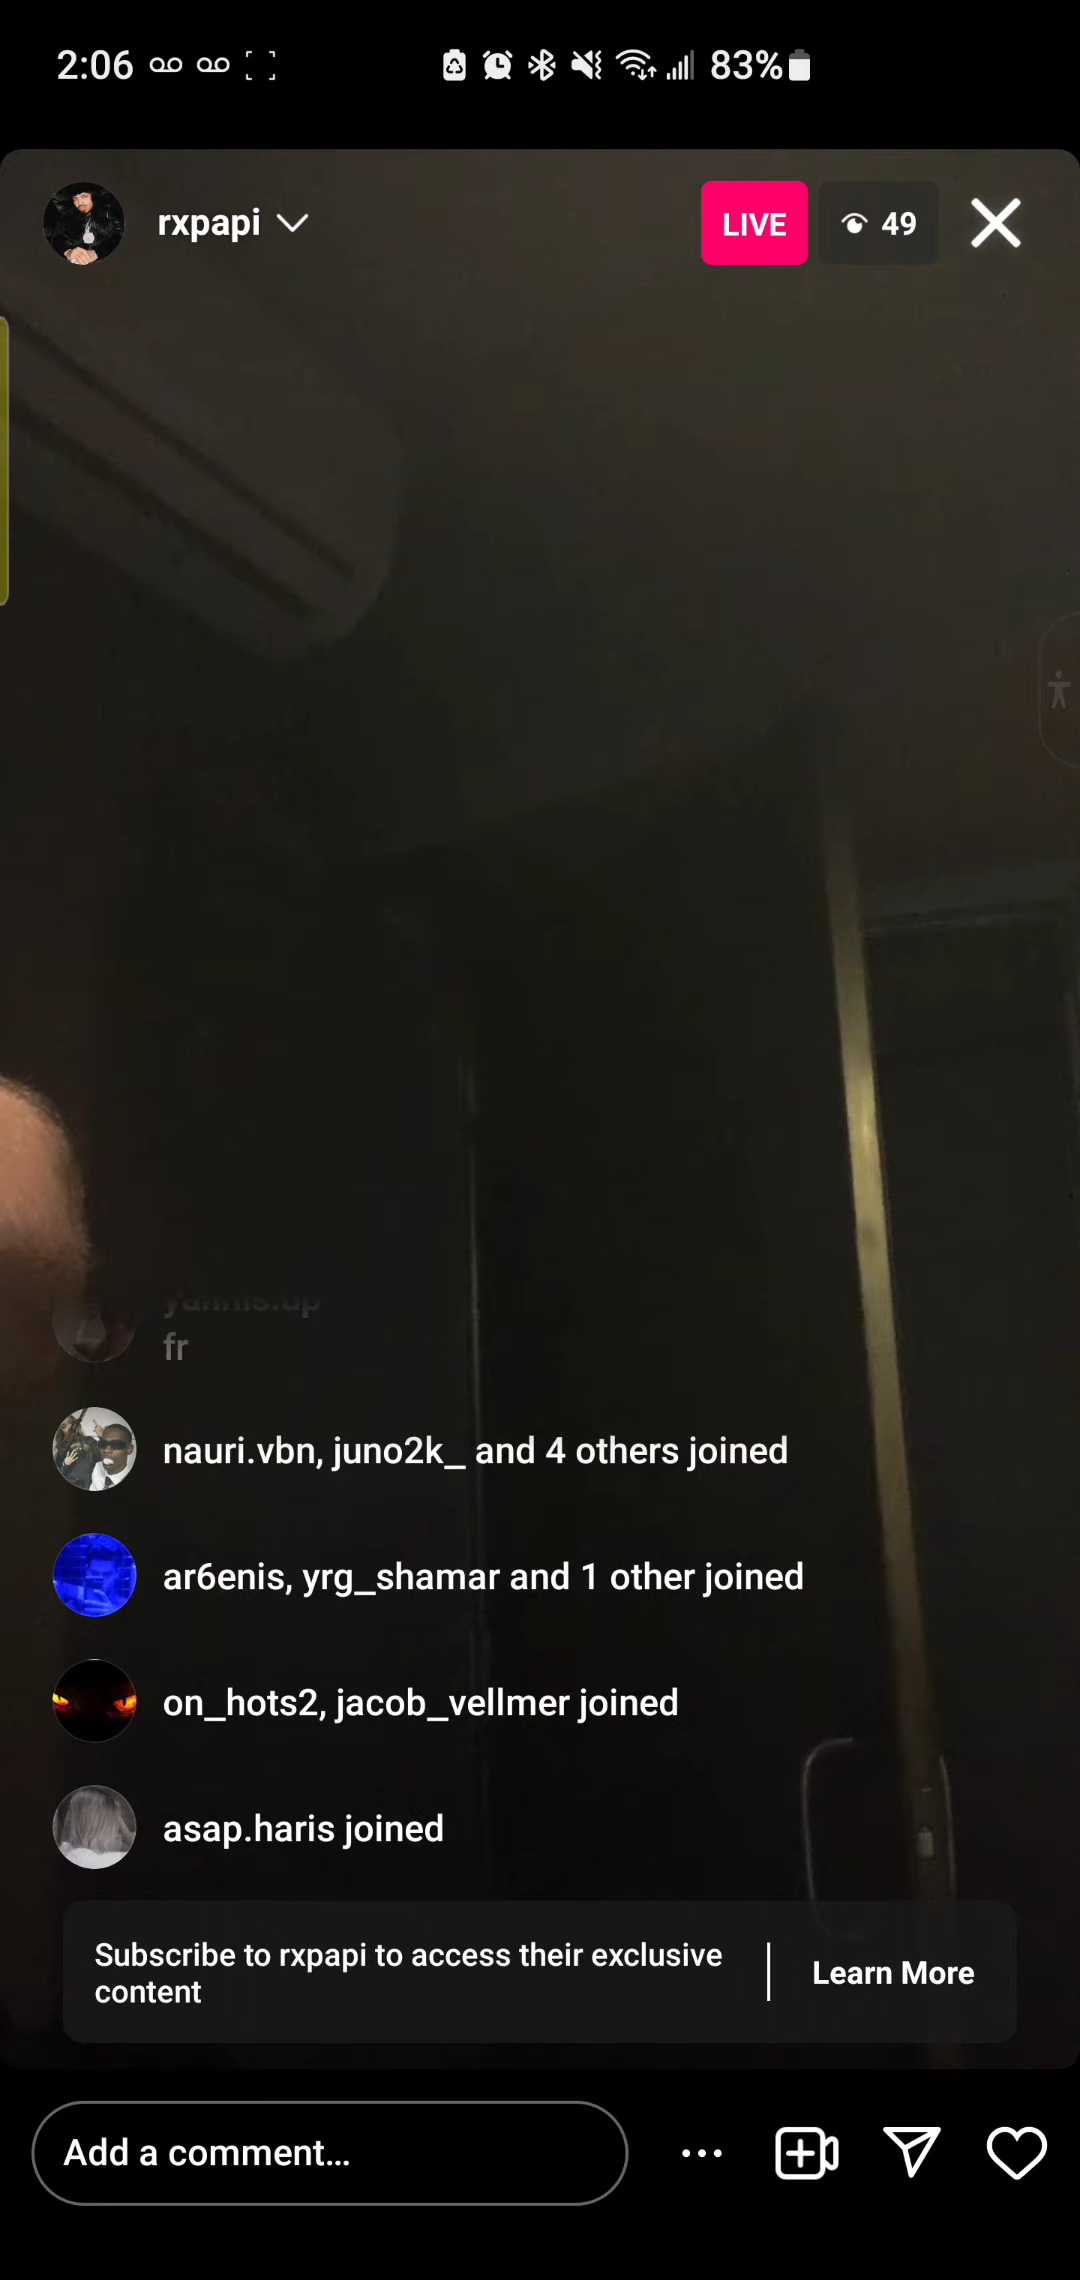 2:06
83%
rxpapi
LIVE
49
fr
nauri.vbn, juno2k_ and 4 others joined
ar6enis, yrg_shamar and 1 other joined
on_hots2, jacob_vellmer joined
asap.haris joined
Subscribe to rxpapi to access their exclusive
content
Learn More
Add a comment...